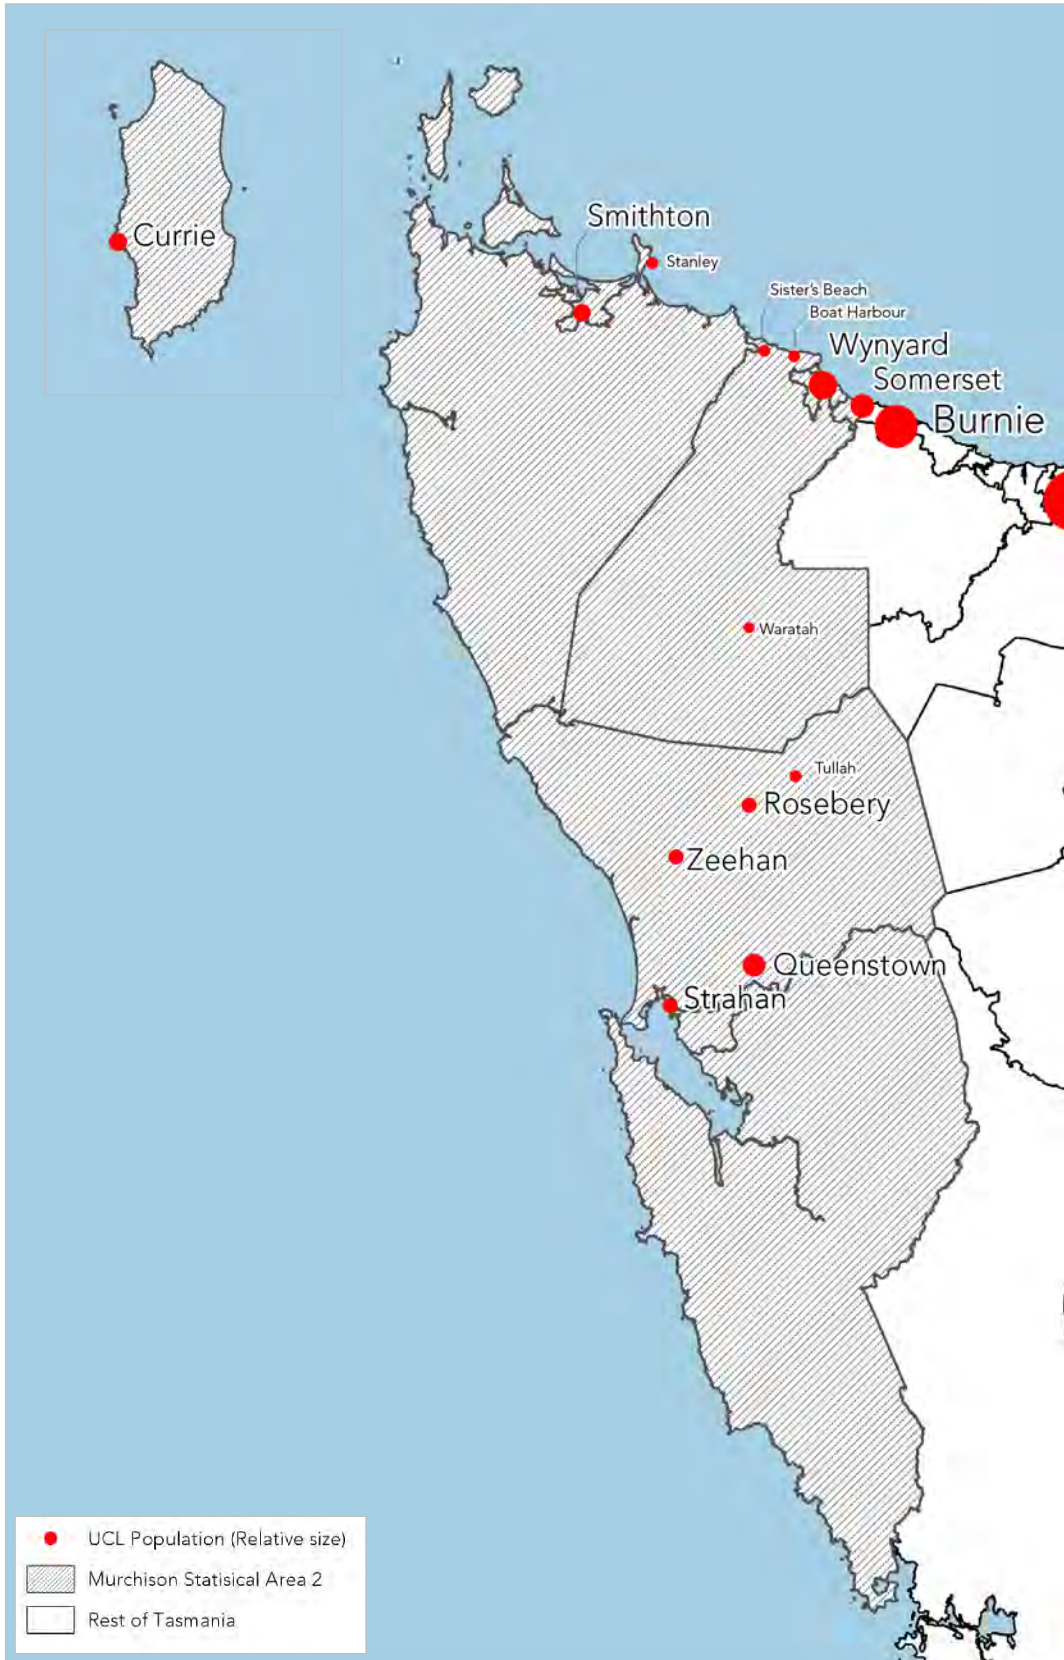 Currie
Smithton
Stanley
Sister's Beach
Boat Harbour
Wynyard
Somerset
Burnie
Waratah
Tullah
Rosebery
Zeehan
Queenstown
Strahan
UCL Population (Relative size)
Murchison Statisical Area 2
Rest of Tasmania